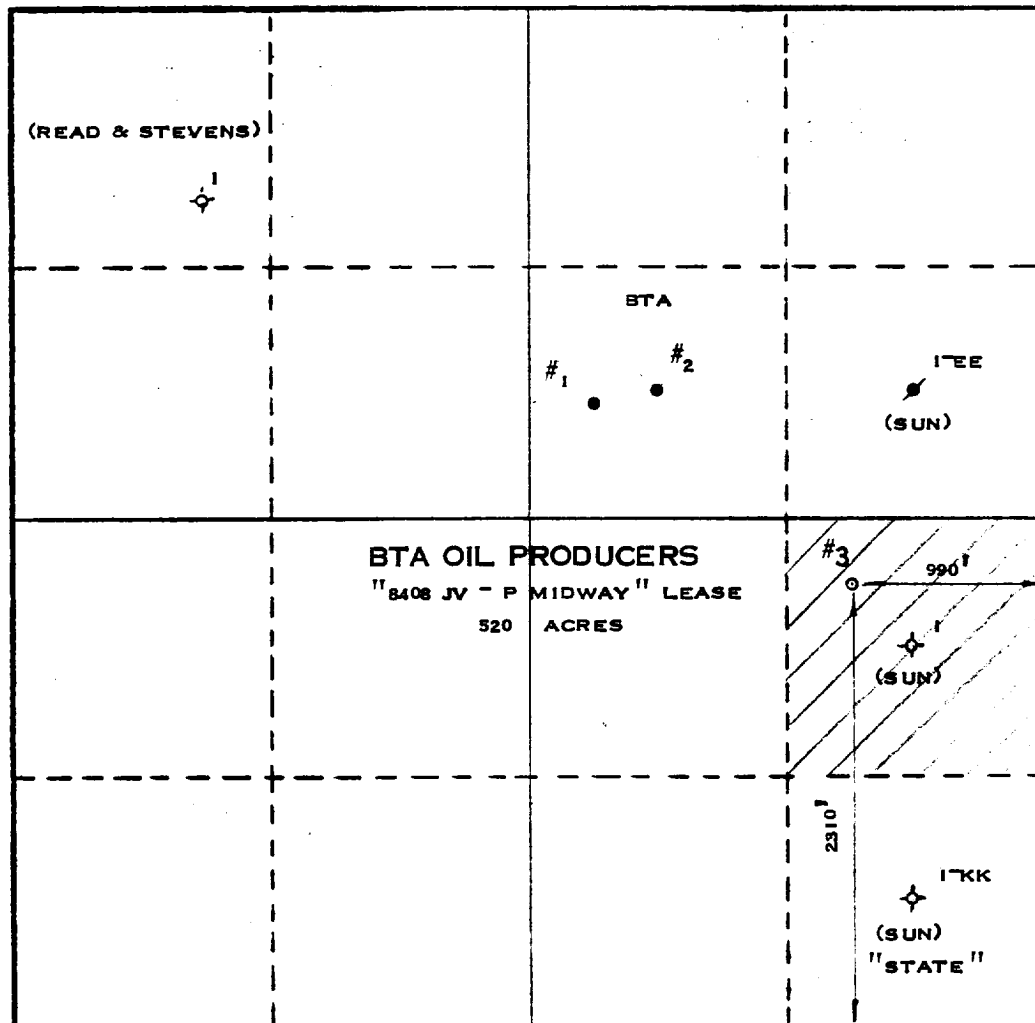 (READ & STEVENS)
1
BTA
#1
#2
1-EE
(SUN)
BTA OIL PRODUCERS
"8408 JV - P MIDWAY" LEASE
520 ACRES
#3
990'
1
(SUN)
2310'
1-KK
(SUN)
"STATE"